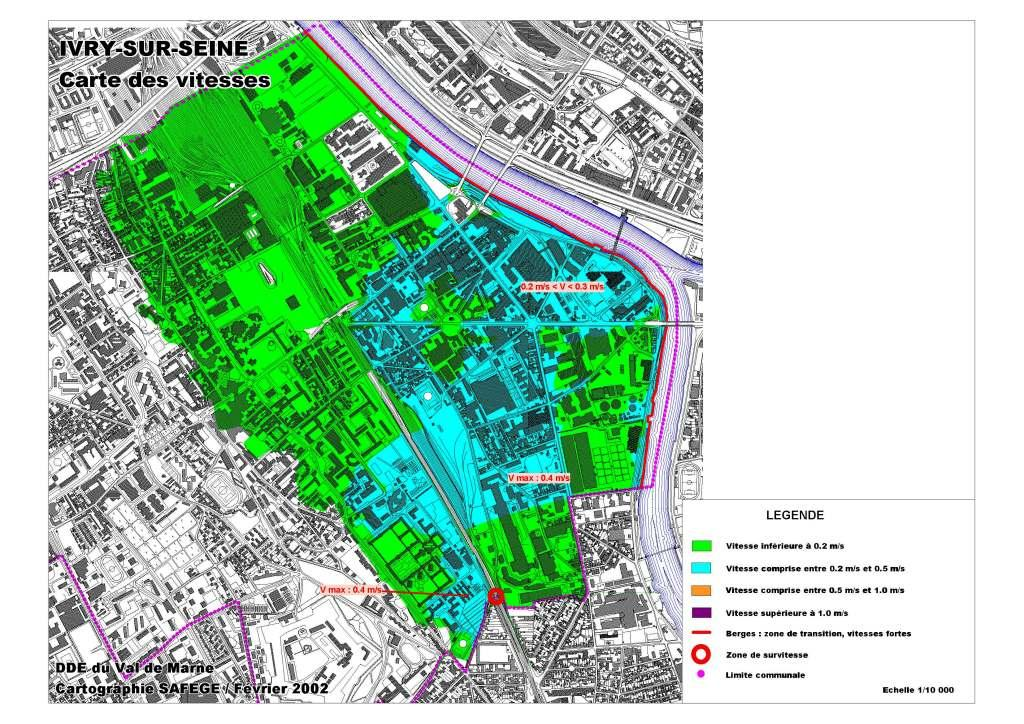 IVRY-SUR-SEINE
Carte des vitesses
0.2 m/s < V < 0.3 m/s
V max : 0.4 m/s
V max : 0.4 m/s
DDE du Val de Marne
Cartographie SAFEGE / Février 2002
LEGENDE
Vitesse inférieure à 0.2 m/s
Vitesse comprise entre 0.2 m/s et 0.5 m/s
Vitesse comprise entre 0.5 m/s et 1.0 m/s
Vitesse supérieure à 1.0 m/s
Berges : zone de transition, vitesses fortes
Zone de survitesse
Limite communale
Echelle 1/10 000